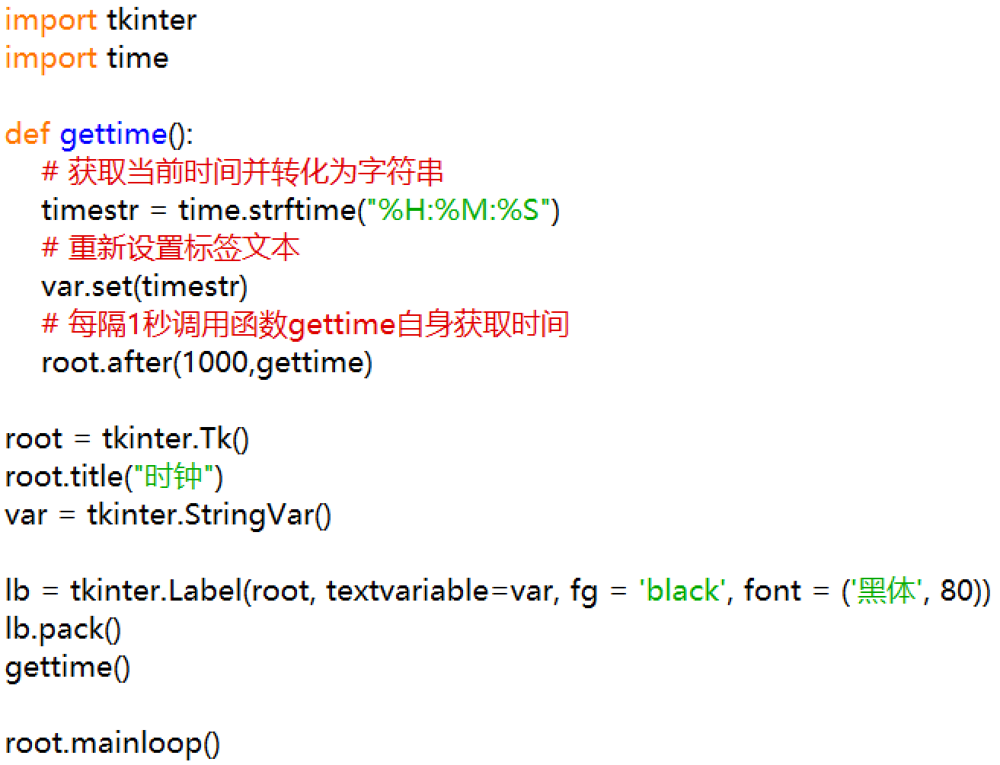 import tkinter
import time
def gettime():
# 获取当前时间并转化为字符串
timestr = time.strftime("%H:%M:%S")
# 重新设置标签文本
var.set(timestr)
# 每隔1秒调用函数gettime自身获取时间
root.after(1000,gettime)
root = tkinter.Tk()
root.title("时钟")
var = tkinter.StringVar()
lb = tkinter.Label(root, textvariable=var, fg = 'black', font = ('黑体', 80))
lb.pack()
gettime()
root.mainloop()